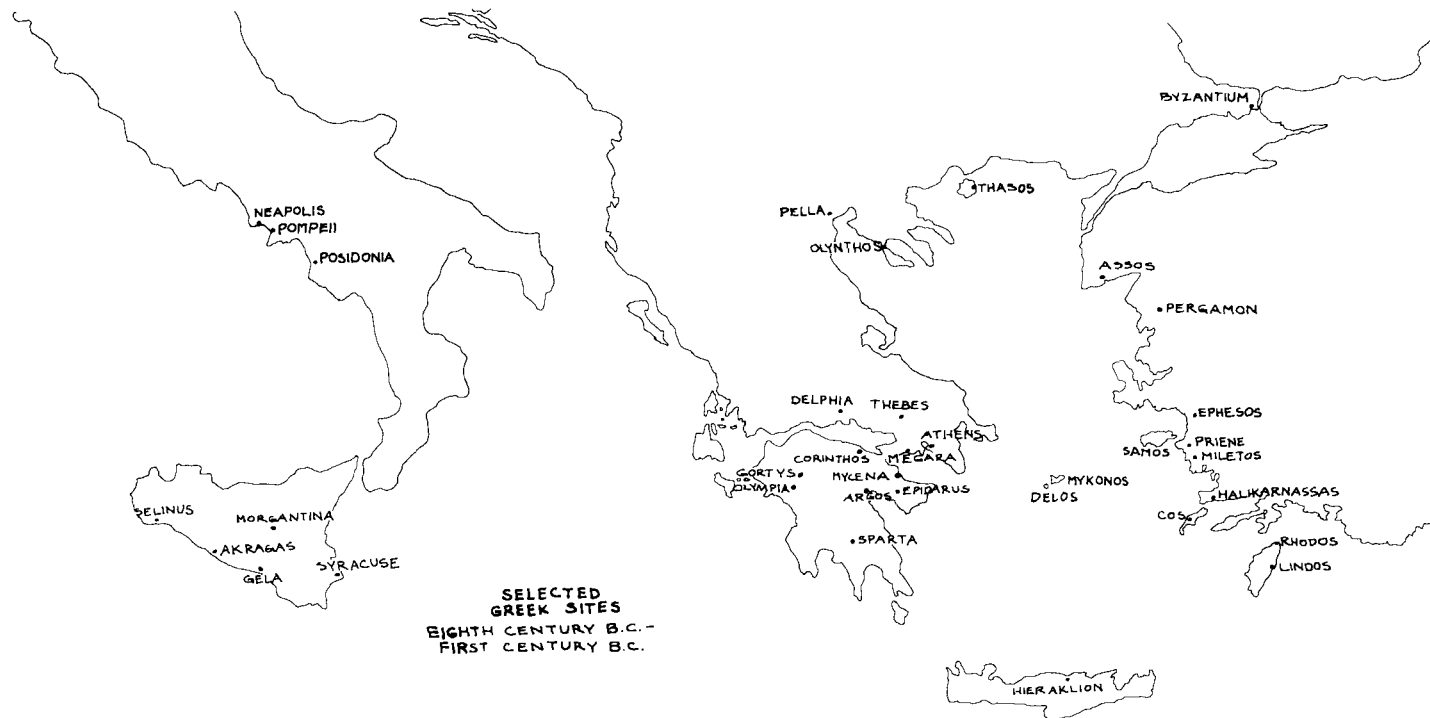 BYZANTIUM
THASOS
NEAPOLIS
PELLA
POMPEII
OLYNTHOS
POSIDONIA
ASSOS
PERGAMON
DELPHIA
THEBES
EPHESOS
ATHENS
PRIENE
SAMOS
MILETOS
CORINTHOS
MEGARA
GORTYS
MYCENA
MYKONOS
OLYMPIA
ARGOS
EPIDARUS
DELOS
HALIKARNASSAS
SELINUS
MORGANTINA
COS
SPARTA
RHODOS
AKRAGAS
SYRACUSE
LINDOS
GELA
SELECTED
GREEK SITES
EIGHTH CENTURY B.C.-
FIRST CENTURY B.C.
HIERAKLION